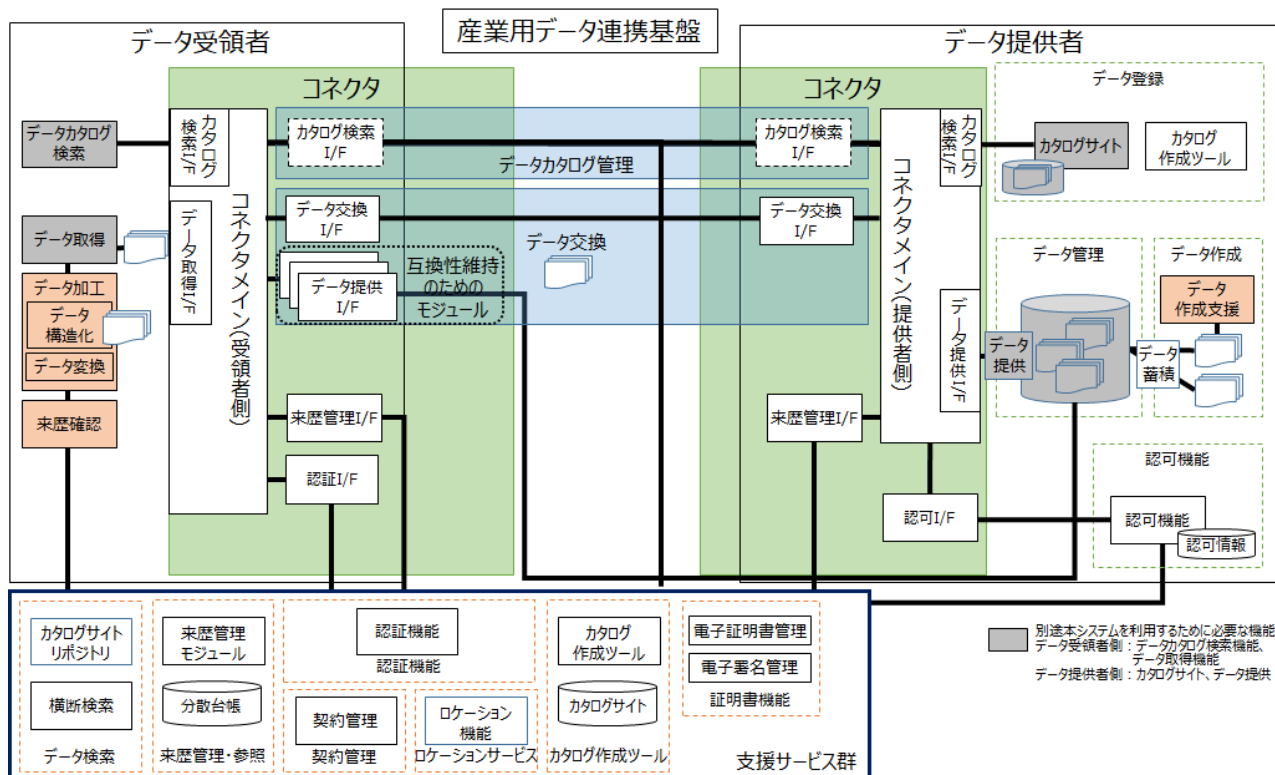 産業用データ連携基盤
データ受領者
コネクタ
データカタログ
検索
データ取得
データ加工
データ
構造化
データ変換
来歴確認
カタログ
検索I/F
データ取得I/F
コネクタメイン(受領者側)
カタログ検索
I/F
データ交換
I/F
データ提供
I/F
互換性維持
のための
モジュール
来歴管理I/F
認証I/F
データカタログ管理
データ交換
データ提供者
コネクタ
カタログ検索
I/F
データ交換
I/F
来歴管理I/F
コネクタメイン(提供者側)
カタログ
検索I/F
データ提供I/F
認可I/F
データ登録
カタログサイト
カタログ
作成ツール
データ管理
データ
提供
データ作成
データ
作成支援
データ
蓄積
認可機能
認可機能
認可情報
カタログサイト
リポジトリ
横断検索
データ検索
来歴管理
モジュール
分散台帳
来歴管理・参照
認証機能
認証機能
契約管理
契約管理
ロケーション
機能
ロケーションサービス
カタログ
作成ツール
カタログサイト
カタログ作成ツール
電子証明書管理
電子署名管理
証明書機能
支援サービス群
別途本システムを利用するために必要な機能
データ受領者側：データカタログ検索機能、
データ取得機能
データ提供者側：カタログサイト、データ提供